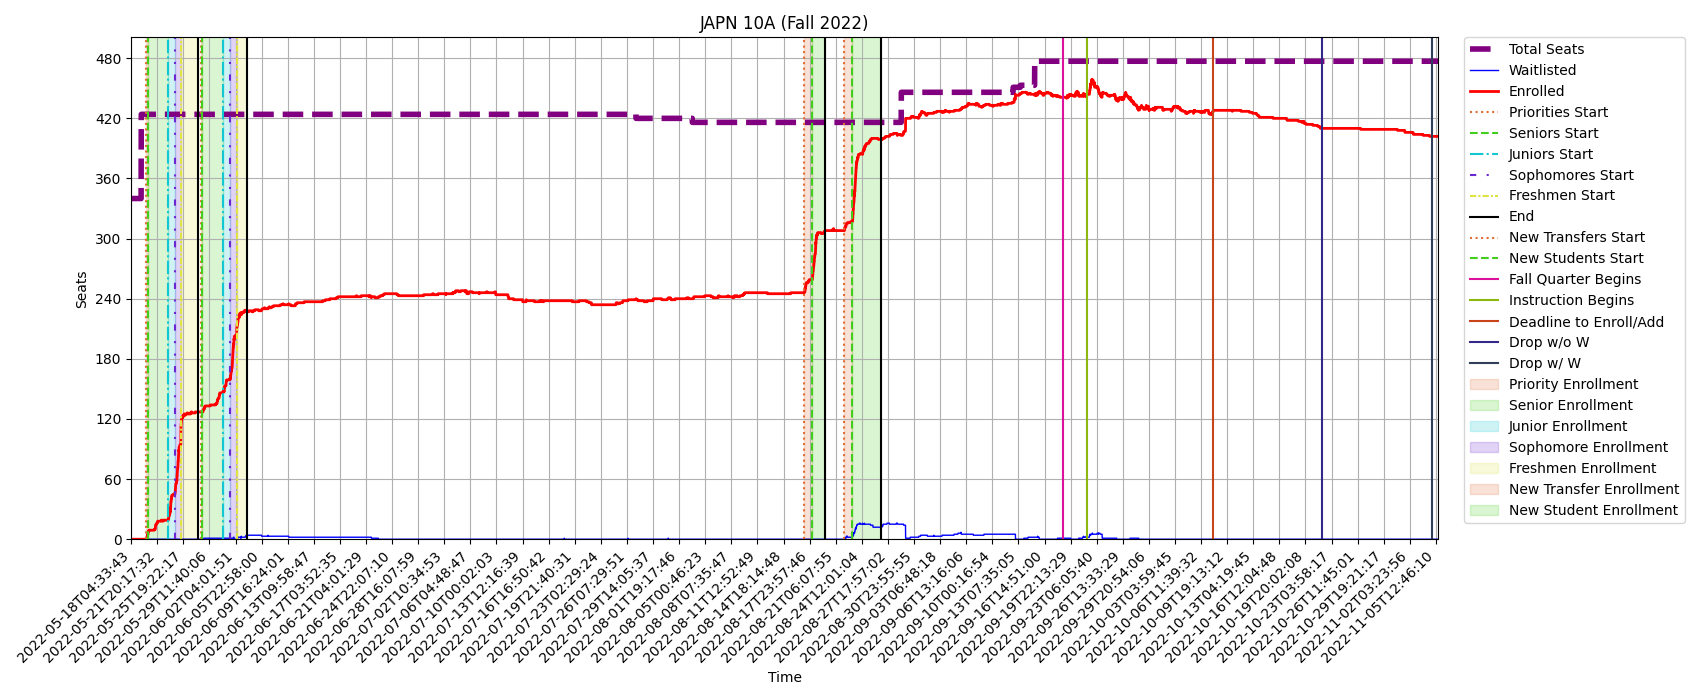 JAPN 10A (Fall 2022)
Seats
480
420
360
300
240
180
120
60
0
2022-05-18T04:33:43
2022-05-21T20:17:32
2022-05-25T19:22:17
2022-05-29T11:40:06
2022-06-02T04:01:51
2022-06-05T22:58:00
2022-06-09T16:24:01
2022-06-13T09:58:47
2022-06-17T03:52:35
2022-06-21T04:01:29
2022-06-24T22:07:10
2022-06-28T16:07:59
2022-07-02T10:34:53
2022-07-06T04:48:47
2022-07-10T00:02:03
2022-07-13T12:16:39
2022-07-16T16:50:42
2022-07-19T21:40:31
2022-07-23T02:29:24
2022-07-26T07:29:51
2022-07-29T14:05:37
2022-08-01T19:17:46
2022-08-05T00:46:23
2022-08-08T07:35:47
2022-08-11T12:52:49
2022-08-14T18:14:48
2022-08-17T23:57:46
2022-08-21T06:07:55
2022-08-24T12:01:04
2022-08-27T17:57:02
2022-08-30T23:55:55
2022-09-03T06:48:18
2022-09-06T13:16:06
2022-09-10T00:16:54
2022-09-13T07:35:05
2022-09-16T14:51:00
2022-09-19T22:13:29
2022-09-23T06:05:40
2022-09-26T13:33:29
2022-09-29T20:54:06
2022-10-03T03:59:45
2022-10-06T11:39:32
2022-10-09T19:13:12
2022-10-13T04:19:45
2022-10-16T12:04:48
2022-10-19T20:02:08
2022-10-23T03:58:17
2022-10-26T11:45:01
2022-10-29T19:21:17
2022-11-02T03:23:56
2022-11-05T12:46:10
Time
Total Seats
Waitlisted
Enrolled
Priorities Start
Seniors Start
Juniors Start
Sophomores Start
Freshmen Start
End
New Transfers Start
New Students Start
Fall Quarter Begins
Instruction Begins
Deadline to Enroll/Add
Drop w/o W
Drop w/ W
Priority Enrollment
Senior Enrollment
Junior Enrollment
Sophomore Enrollment
Freshmen Enrollment
New Transfer Enrollment
New Student Enrollment